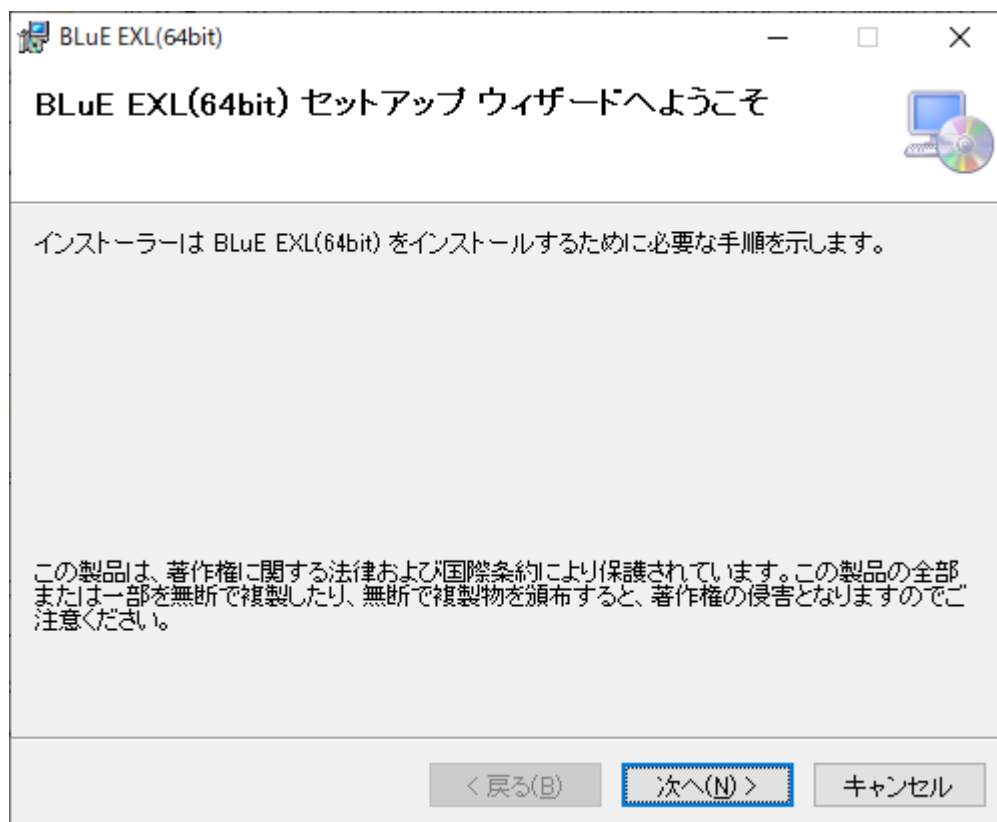 BLuE EXL(64bit)
BLuE EXL(64bit) セットアップ ウィザードへようこそ
インストーラーは BLuE EXL(64bit) をインストールするために必要な手順を示します。
この製品は、著作権に関する法律および国際条約により保護されています。この製品の全部
または一部を無断で複製したり、無断で複製物を頒布すると、著作権の侵害となりますのでご
注意ください。
< 戻る(B)
次へ(N) >
キャンセル